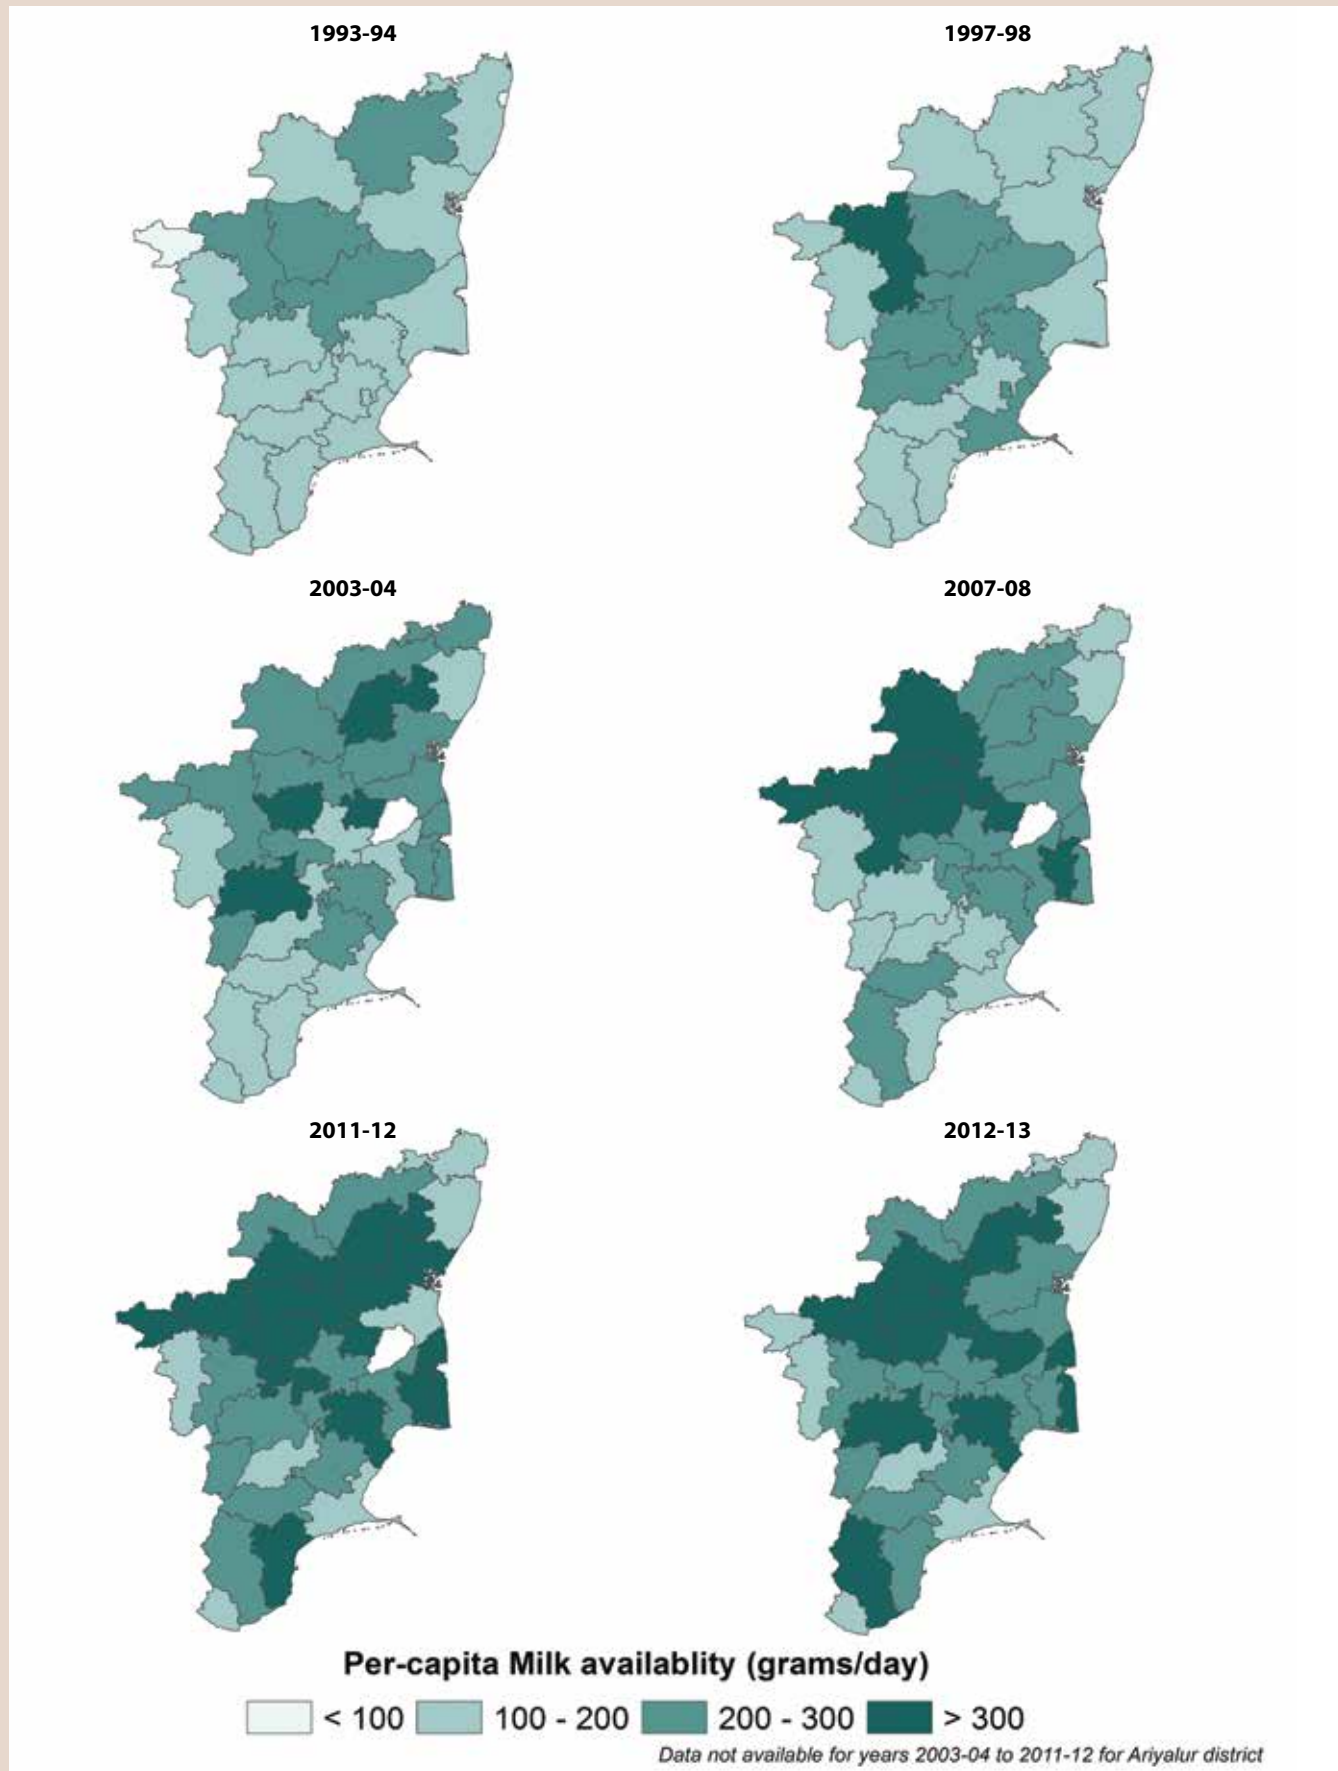 1993-94
1997-98
2003-04
2007-08
2011-12
2012-13
Per-capita Milk availablity (grams/day)
< 100
100 - 200
200 - 300
> 300
Data not available for years 2003-04 to 2011-12 for Ariyalur district